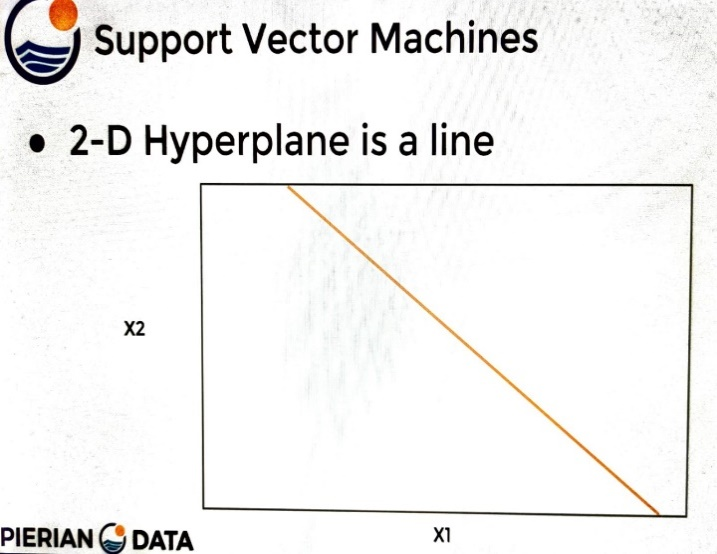 Support Vector Machines
• 2-D Hyperplane is a line
X2
X1
PIERIAN DATA